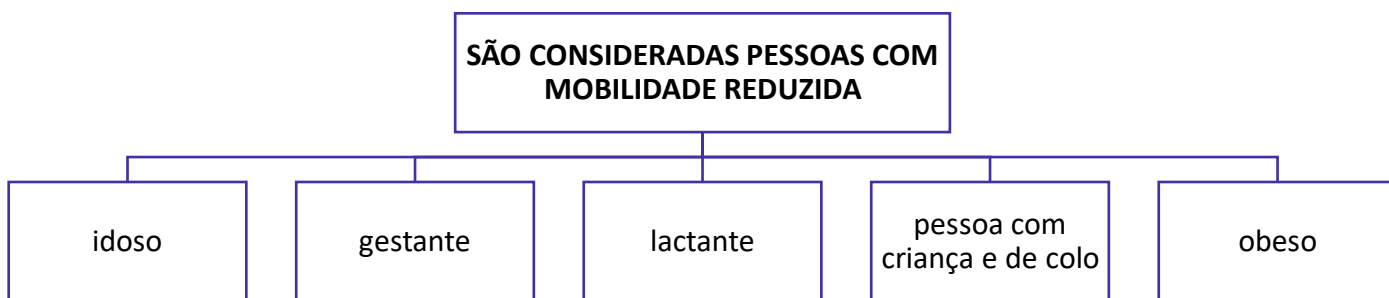 SÃO CONSIDERADAS PESSOAS COM
MOBILIDADE REDUZIDA
idoso
gestante
lactante
pessoa com
criança e de colo
obeso